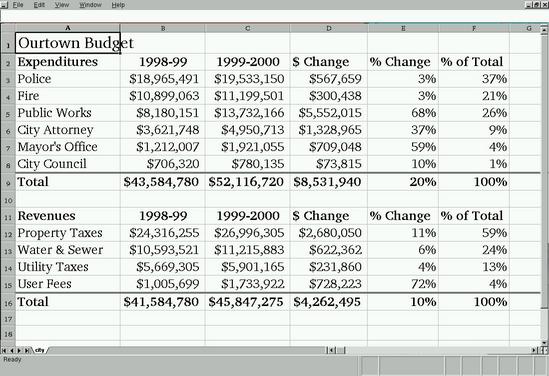 File Edit View Window Help
A B C D E F G
1 Ourtown Budget
2 Expenditures 1998-99 1999-2000 $ Change % Change % of Total
3 Police $18,965,491 $19,533,150 $567,659 3% 37%
4 Fire $10,899,063 $11,199,501 $300,438 3% 21%
5 Public Works $8,180,151 $13,732,166 $5,552,015 68% 26%
6 City Attorney $3,621,748 $4,950,713 $1,328,965 37% 9%
7 Mayor's Office $1,212,007 $1,921,055 $709,048 59% 4%
8 City Council $706,320 $780,135 $73,815 10% 1%
9 Total $43,584,780 $52,116,720 $8,531,940 20% 100%
10
11 Revenues 1998-99 1999-2000 $ Change % Change % of Total
12 Property Taxes $24,316,255 $26,996,305 $2,680,050 11% 59%
13 Water & Sewer $10,593,521 $11,215,883 $622,362 6% 24%
14 Utility Taxes $5,669,305 $5,901,165 $231,860 4% 13%
15 User Fees $1,005,699 $1,733,922 $728,223 72% 4%
16 Total $41,584,780 $45,847,275 $4,262,495 10% 100%
17
18
city
Ready